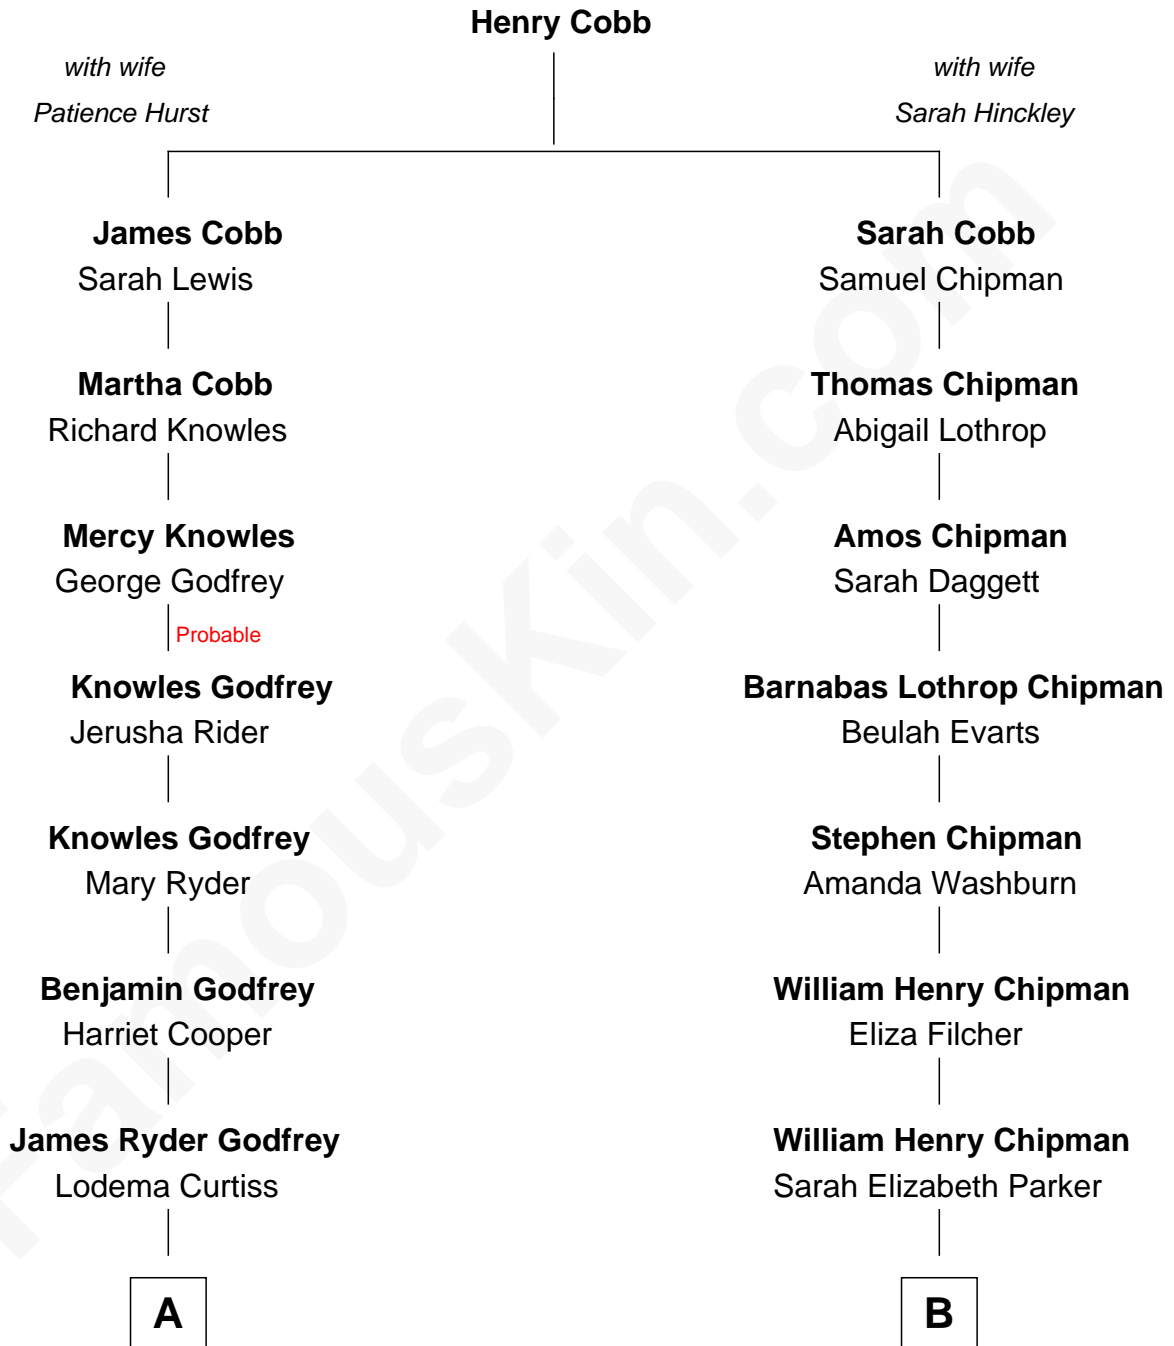 Henry Cobb
with wife
Patience Hurst
with wife
Sarah Hinckley
James Cobb
Sarah Lewis
Sarah Cobb
Samuel Chipman
Martha Cobb
Richard Knowles
Thomas Chipman
Abigail Lothrop
Mercy Knowles
George Godfrey
Amos Chipman
Sarah Daggett
Probable
Knowles Godfrey
Jerusha Rider
Barnabas Lothrop Chipman
Beulah Evarts
Knowles Godfrey
Mary Ryder
Stephen Chipman
Amanda Washburn
Benjamin Godfrey
Harriet Cooper
William Henry Chipman
Eliza Filcher
James Ryder Godfrey
Lodema Curtiss
William Henry Chipman
Sarah Elizabeth Parker
A
B
FamousKin.com